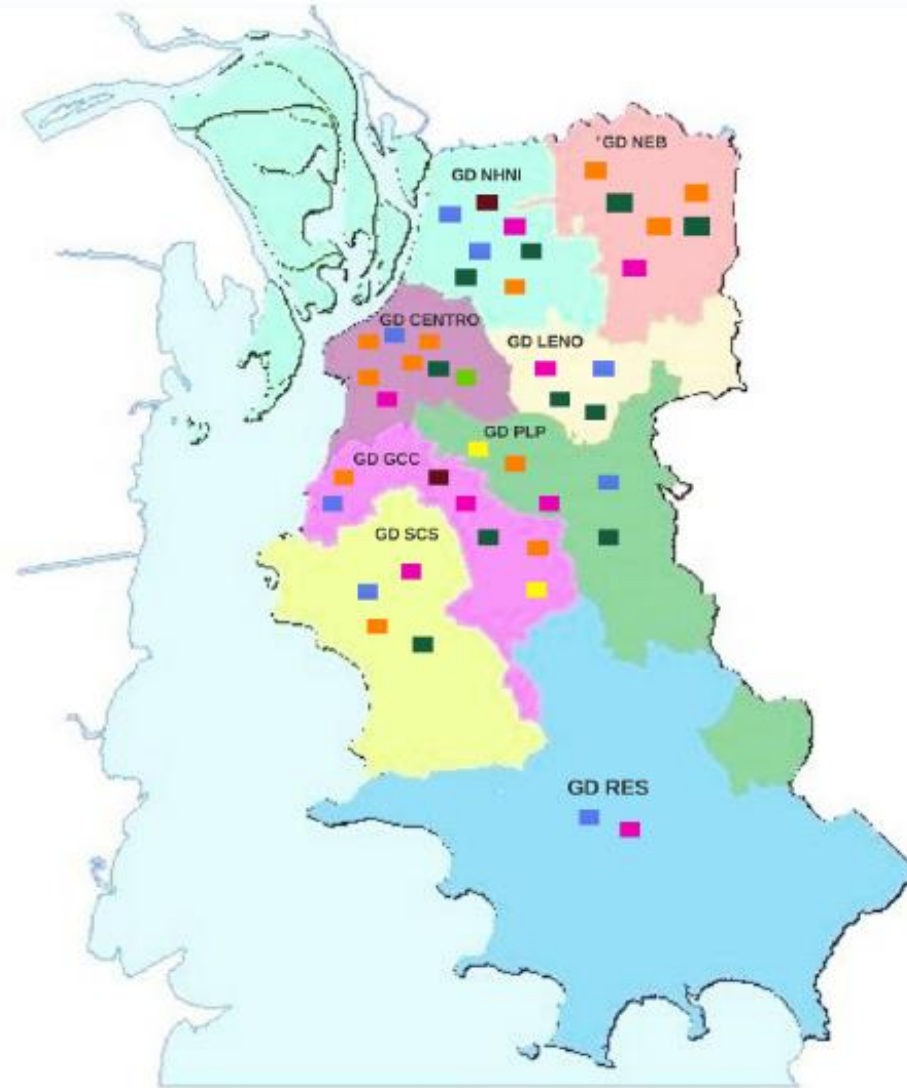 GD NEB
GD NHNI
GD CENTRO
GD LENO
GD PLP
GD GCC
GD SCS
GD RES